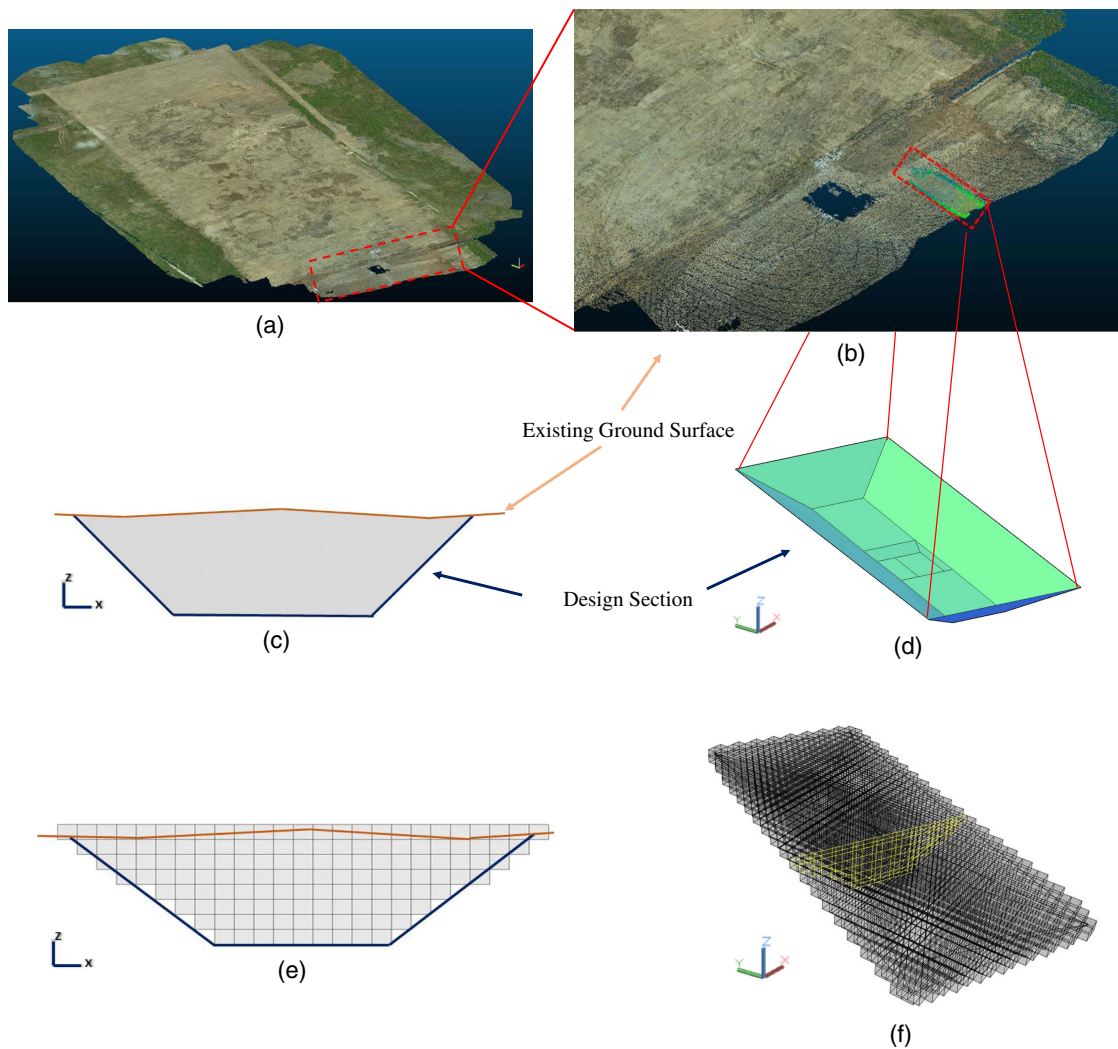 (a)
(b)
Existing Ground Surface
Z
X
(c)
Design Section
Z
Y
X
(d)
Z
X
(e)
Z
Y
X
(f)